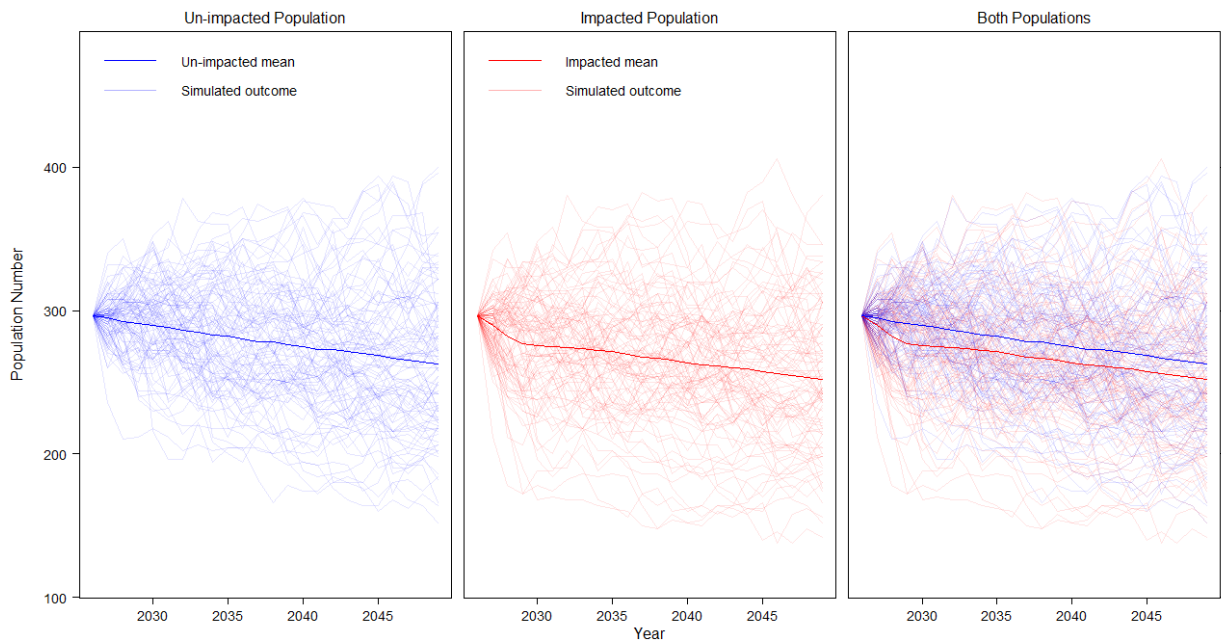 Un-impacted Population
Impacted Population
Both Populations
Un-impacted mean
Simulated outcome
Impacted mean
Simulated outcome
Population Number
400
300
200
100
2030 2035 2040 2045
2030 2035 2040 2045
2030 2035 2040 2045
Year